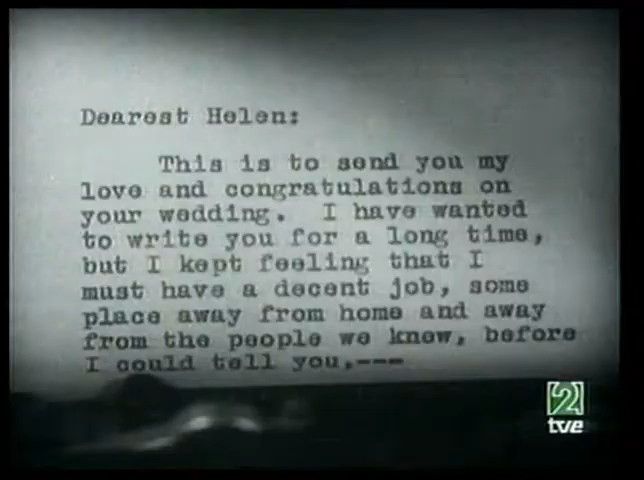 Dearest Helen:
This is to send you my
love and congratulations on
your wedding. I have wanted
to write you for a long time,
but I kept feeling that I
must have a decent job, some
place away from home and away
from the people we knew, before
I could tell you.---
2
tve